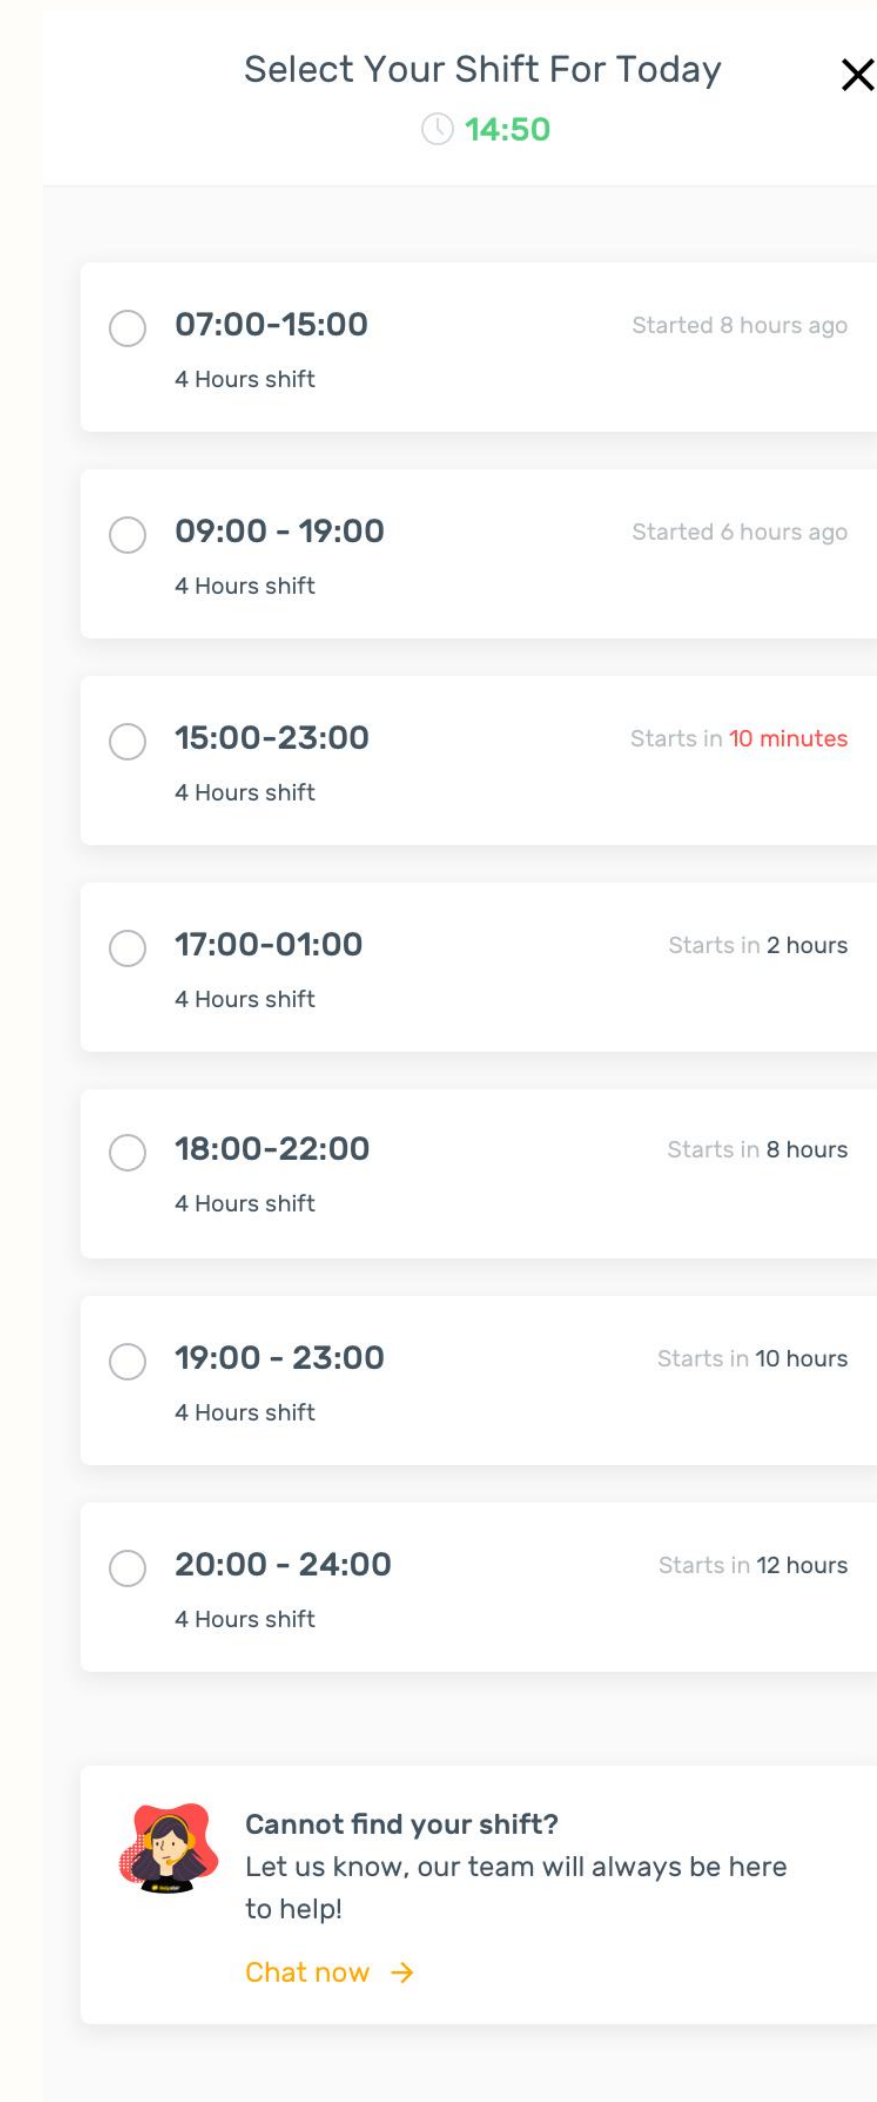 Select Your Shift For Today
14:50
07:00-15:00
Started 8 hours ago
4 Hours shift
09:00 - 19:00
Started 6 hours ago
4 Hours shift
15:00-23:00
Starts in 10 minutes
4 Hours shift
17:00-01:00
Starts in 2 hours
4 Hours shift
18:00-22:00
Starts in 8 hours
4 Hours shift
19:00 - 23:00
Starts in 10 hours
4 Hours shift
20:00 - 24:00
Starts in 12 hours
4 Hours shift
Cannot find your shift?
Let us know, our team will always be here
to help!
Chat now →